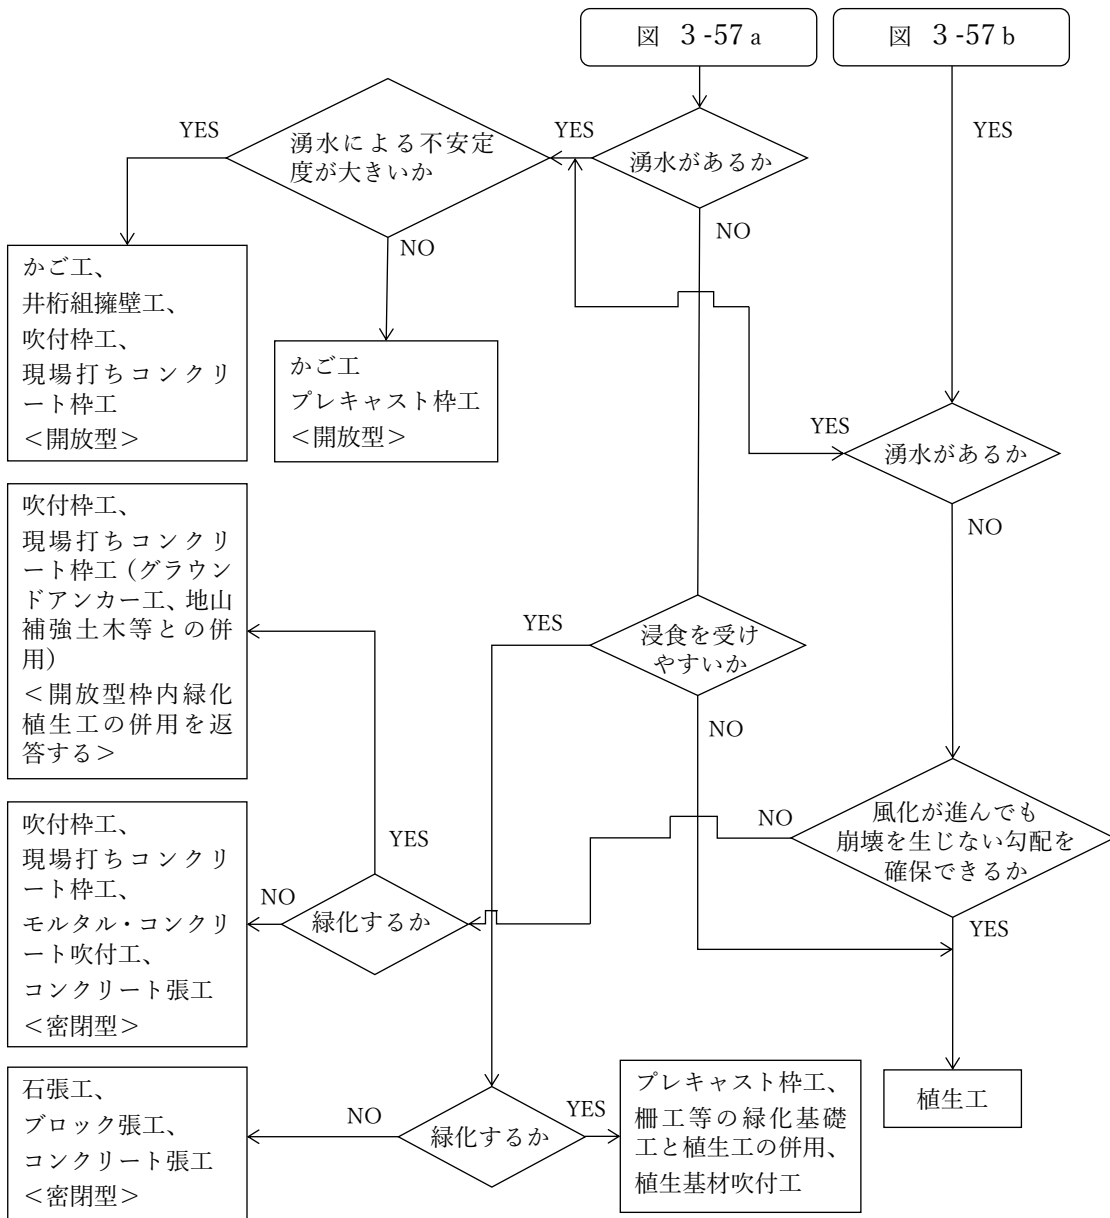 図 3-57 a
図 3-57 b
YES
湧水による不安定
度が大きいか
YES
湧水があるか
YES
NO
NO
かご工、
井桁組擁壁工、
吹付枠工、
現場打ちコンクリ
ート枠工
＜開放型＞
かご工
プレキャスト枠工
＜開放型＞
YES
湧水があるか
NO
吹付枠工、
現場打ちコンクリ
ート枠工（グラウン
ドアンカー工、地山
補強土木等との併
用）
＜開放型枠内緑化
植生工の併用を返
答する＞
YES
浸食を受け
やすいか
NO
NO
風化が進んでも
崩壊を生じない勾配を
確保できるか
YES
吹付枠工、
現場打ちコンクリ
ート枠工、
モルタル・コンクリ
ート吹付工、
コンクリート張工
＜密閉型＞
YES
NO
緑化するか
石張工、
ブロック張工、
コンクリート張工
＜密閉型＞
NO
緑化するか
YES
プレキャスト枠工、
柵工等の緑化基礎
工と植生工の併用、
植生基材吹付工
植生工